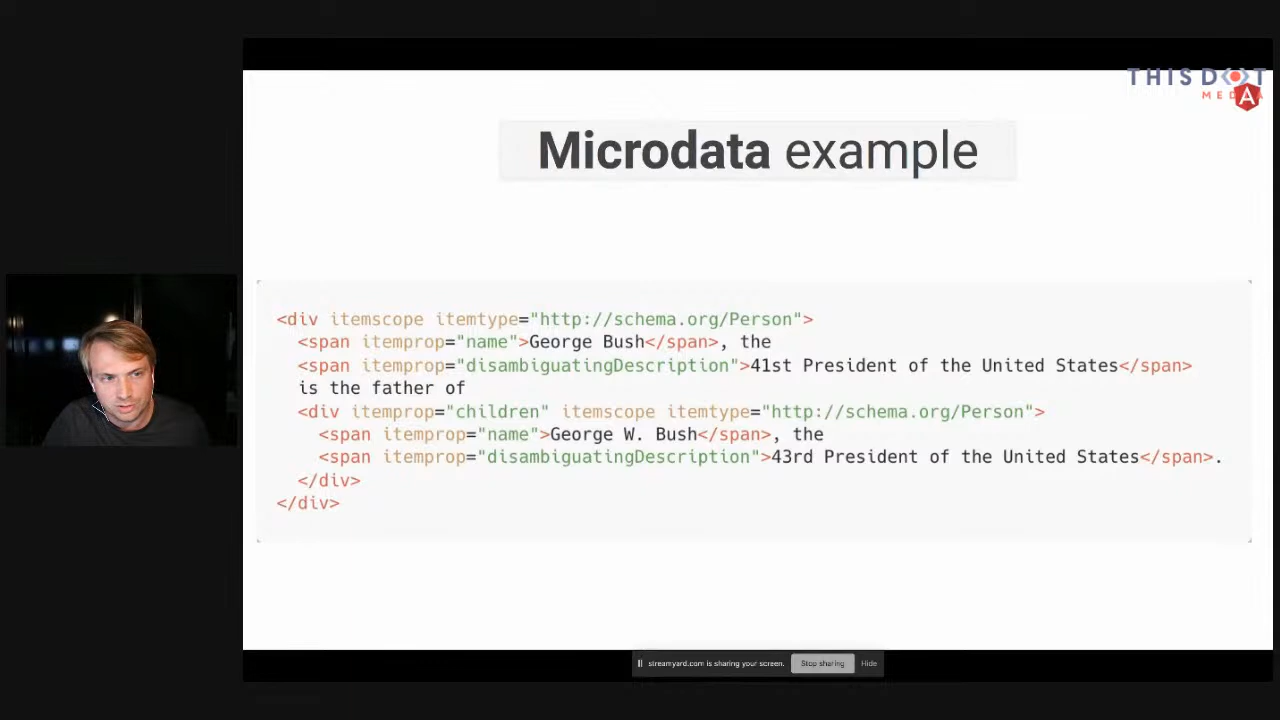 THIS DOT
MEDIA
Microdata example
<div itemscope itemtype="http://schema.org/Person">
<span itemprop="name">George Bush</span>, the
<span itemprop="disambiguatingDescription">41st President of the United States</span>
is the father of
<div itemprop="children" itemscope itemtype="http://schema.org/Person">
<span itemprop="name">George W. Bush</span>, the
<span itemprop="disambiguatingDescription">43rd President of the United States</span>.
</div>
</div>
streamyard.com is sharing your screen. Stop sharing Hide